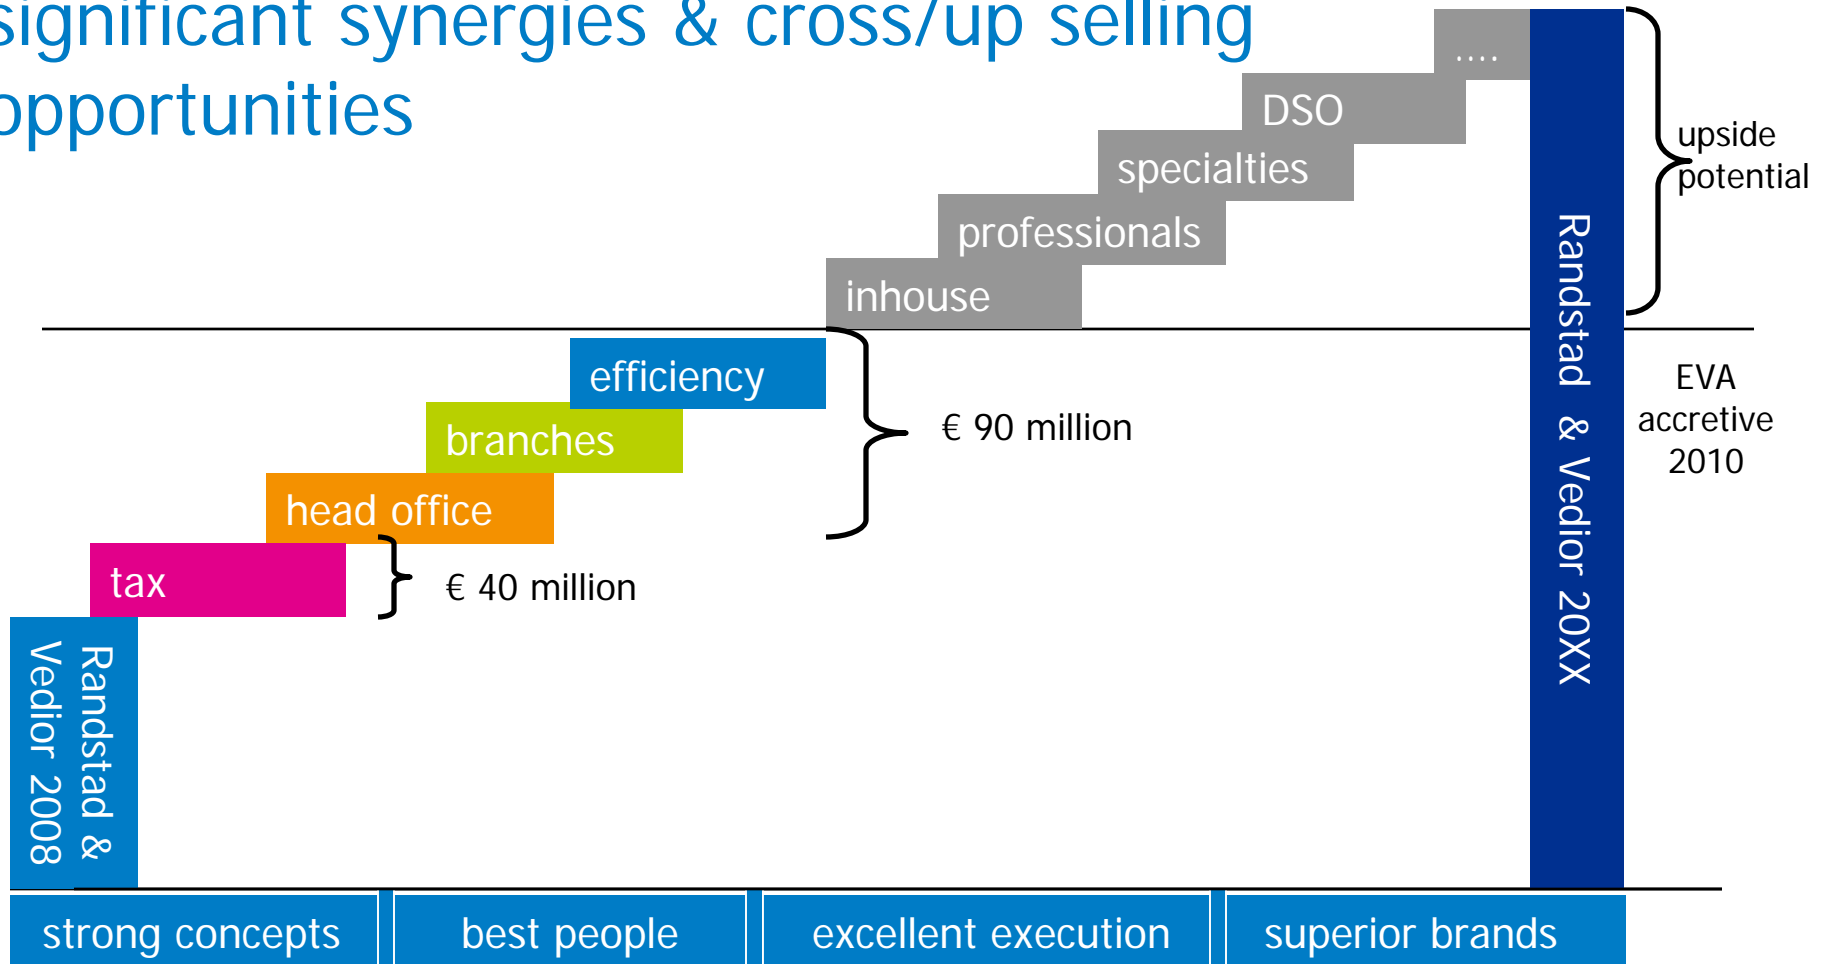 significant synergies & cross/up selling
opportunities
....
DSO
specialties
professionals
inhouse
upside
potential
efficiency
branches
head office
tax
€ 90 million
€ 40 million
EVA
accretive
2010
Randstad &
Vedior 2008
Randstad & Vedior 20XX
strong concepts
best people
excellent execution
superior brands